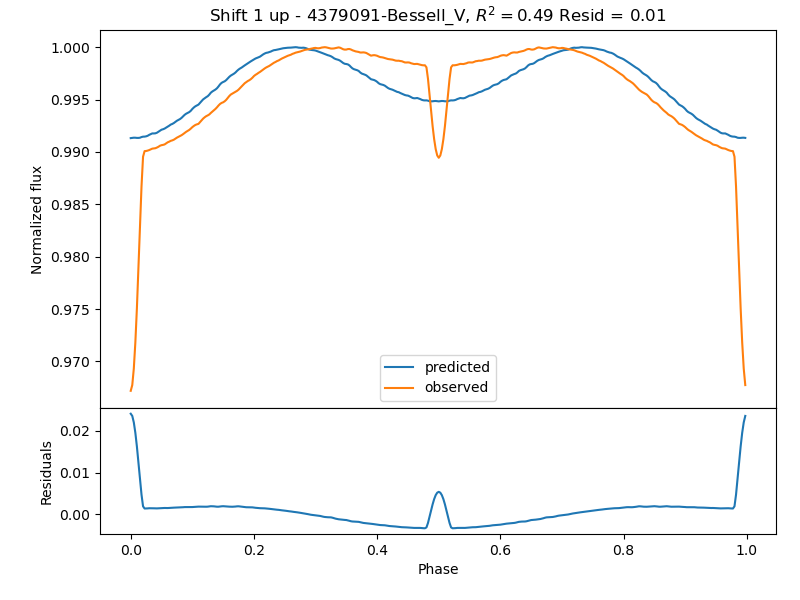 Shift 1 up - 4379091-Bessell_V, R² = 0.49 Resid = 0.01
1.000
0.995
0.990
0.985
0.980
0.975
0.970
Normalized flux
predicted
observed
0.02
0.01
0.00
Residuals
0.0 0.2 0.4 0.6 0.8 1.0
Phase